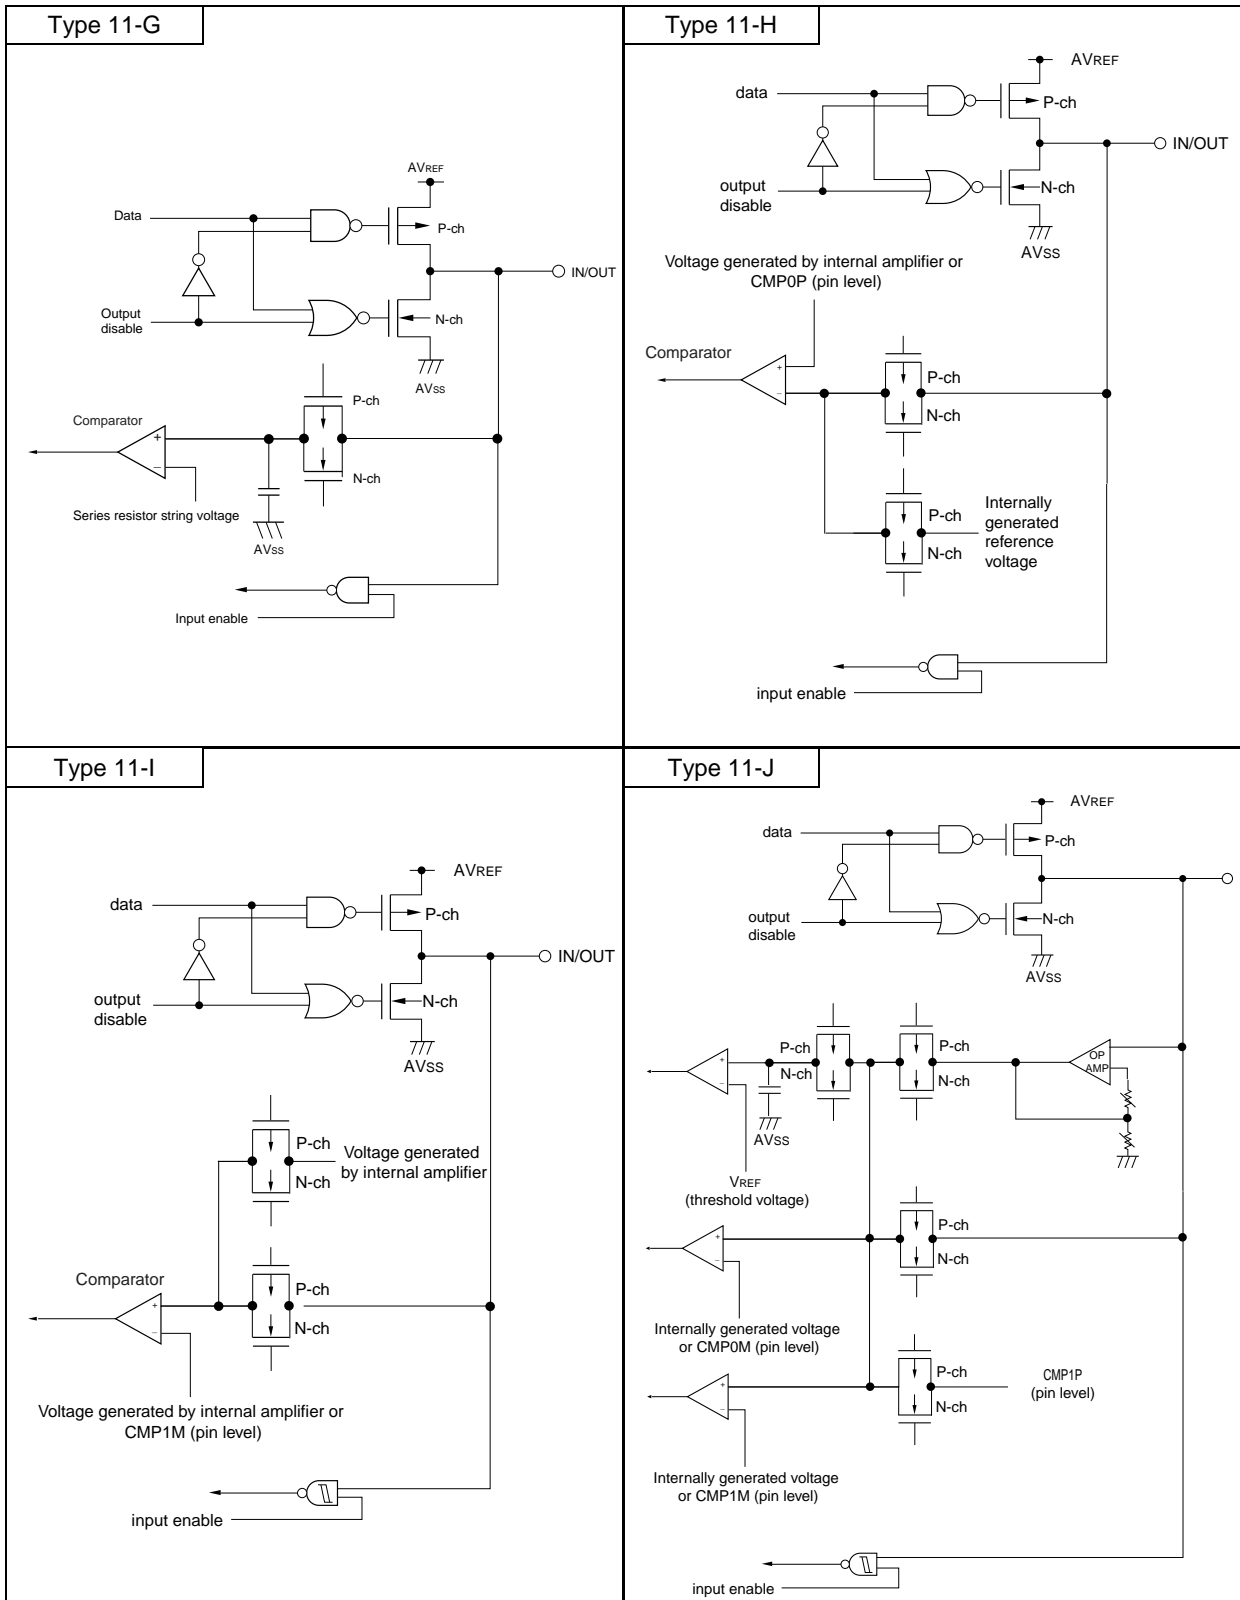 Type 11-G
AVREF
Data
P-ch
IN/OUT
Output
disable
N-ch
AVss
P-ch
Comparator
+
–
N-ch
Series resistor string voltage
AVss
Input enable
Type 11-H
AVREF
data
P-ch
IN/OUT
output
disable
N-ch
AVss
Voltage generated by internal amplifier or
CMP0P (pin level)
Comparator
+
–
P-ch
N-ch
P-ch
N-ch
Internally
generated
reference
voltage
input enable
Type 11-I
AVREF
data
P-ch
IN/OUT
output
disable
N-ch
AVss
P-ch
N-ch
Voltage generated
by internal amplifier
Comparator
+
–
P-ch
N-ch
Voltage generated by internal amplifier or
CMP1M (pin level)
input enable
Type 11-J
AVREF
data
P-ch
output
disable
N-ch
AVss
P-ch
N-ch
P-ch
N-ch
OP
AMP
+
–
AVss
VREF
(threshold voltage)
P-ch
N-ch
+
–
Internally generated voltage
or CMP0M (pin level)
P-ch
N-ch
CMP1P
(pin level)
+
–
Internally generated voltage
or CMP1M (pin level)
input enable